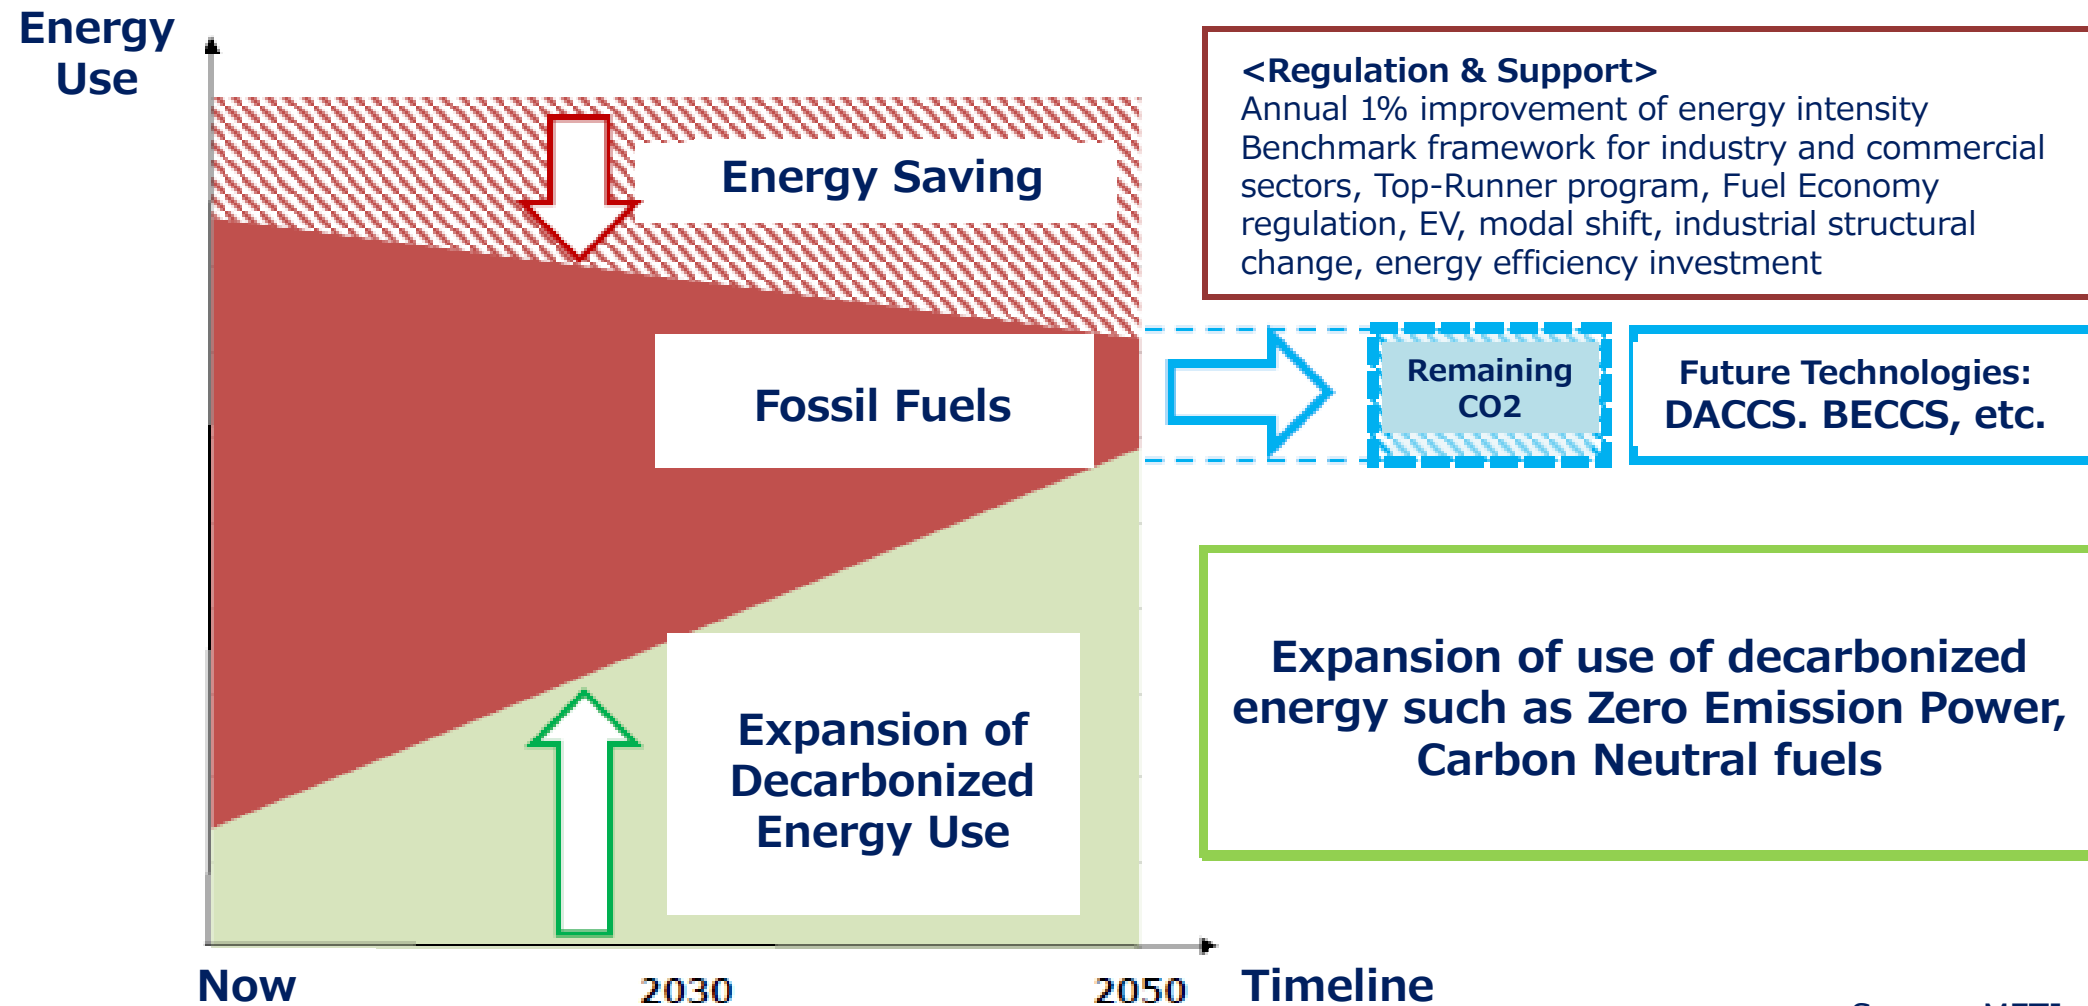 Energy
Use
<Regulation & Support>
Annual 1% improvement of energy intensity
Benchmark framework for industry and commercial
sectors, Top-Runner program, Fuel Economy
regulation, EV, modal shift, industrial structural
change, energy efficiency investment
Energy Saving
Fossil Fuels
Remaining
CO2
Future Technologies:
DACCS. BECCS, etc.
Expansion of
Decarbonized
Energy Use
Expansion of use of decarbonized
energy such as Zero Emission Power,
Carbon Neutral fuels
Now
2030
2050
Timeline